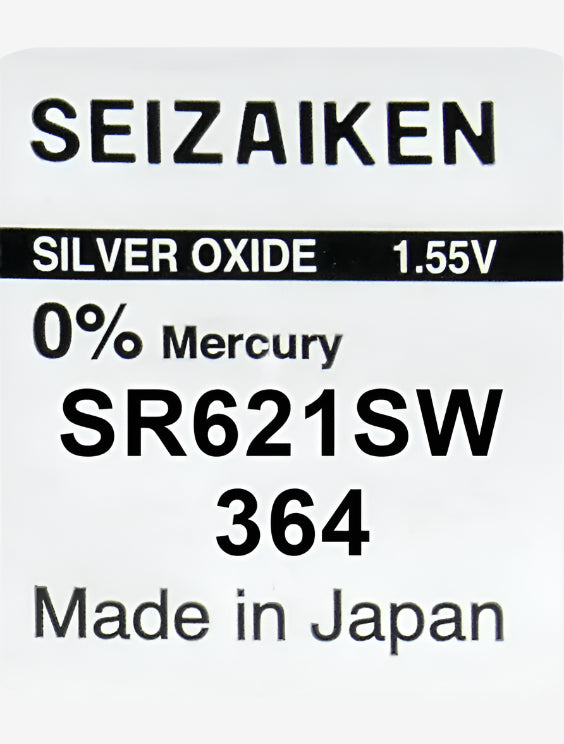 SEIZAIKEN
SILVER OXIDE 1.55V
0% Mercury
SR621SW
364
Made in Japan